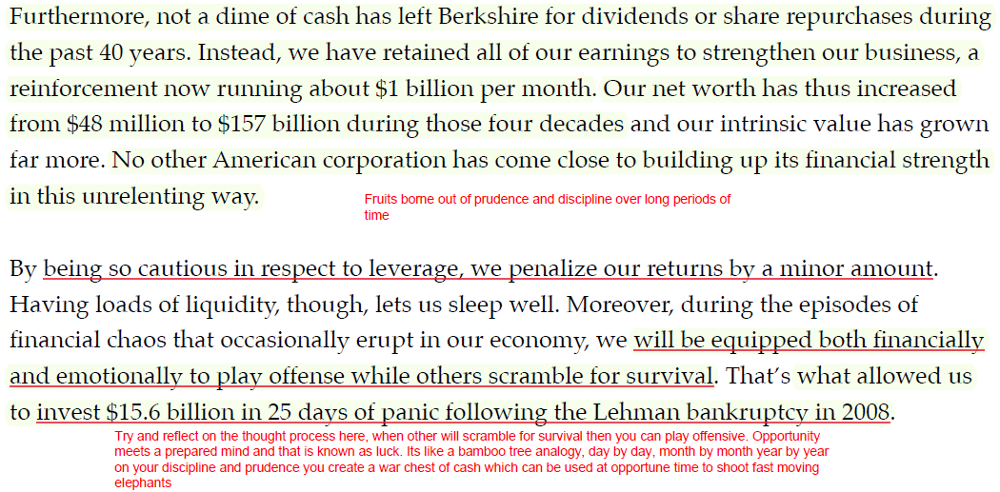 Furthermore, not a dime of cash has left Berkshire for dividends or share repurchases during
the past 40 years. Instead, we have retained all of our earnings to strengthen our business, a
reinforcement now running about $1 billion per month. Our net worth has thus increased
from $48 million to $157 billion during those four decades and our intrinsic value has grown
far more. No other American corporation has come close to building up its financial strength
in this unrelenting way.
Fruits borne out of prudence and discipline over long periods of
time
By being so cautious in respect to leverage, we penalize our returns by a minor amount.
Having loads of liquidity, though, lets us sleep well. Moreover, during the episodes of
financial chaos that occasionally erupt in our economy, we will be equipped both financially
and emotionally to play offense while others scramble for survival. That’s what allowed us
to invest $15.6 billion in 25 days of panic following the Lehman bankruptcy in 2008.
Try and reflect on the thought process here, when other will scramble for survival then you can play offensive. Opportunity
meets a prepared mind and that is known as luck. Its like a bamboo tree analogy, day by day, month by month year by year
on your discipline and prudence you create a war chest of cash which can be used at opportune time to shoot fast moving
elephants